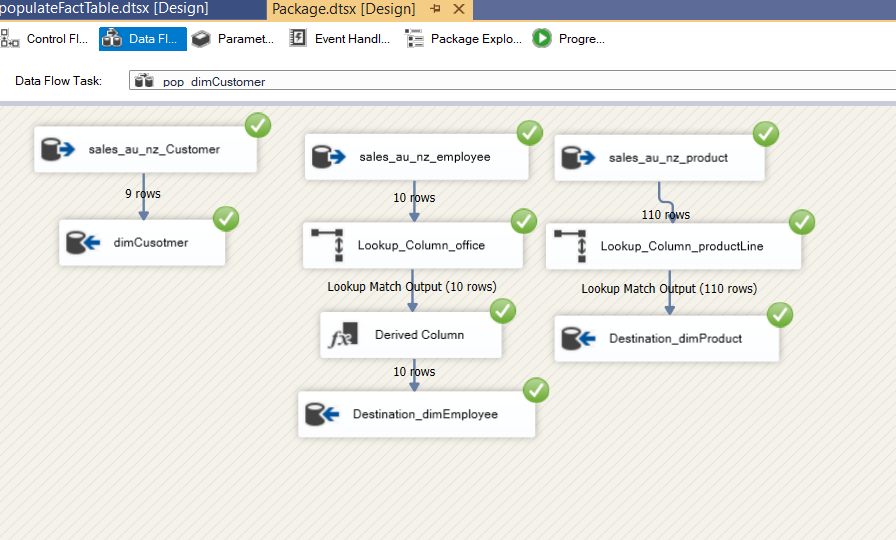 populateFactTable.dtsx [Design]
Package.dtsx [Design]
Control Fl...
Data Fl...
Paramet...
Event Handl...
Package Explo...
Progre...
Data Flow Task:
pop_dimCustomer
sales_au_nz_Customer
9 rows
dimCusotmer
sales_au_nz_employee
10 rows
Lookup_Column_office
Lookup Match Output (10 rows)
fx
Derived Column
10 rows
Destination_dimEmployee
sales_au_nz_product
110 rows
Lookup_Column_productLine
Lookup Match Output (110 rows)
Destination_dimProduct